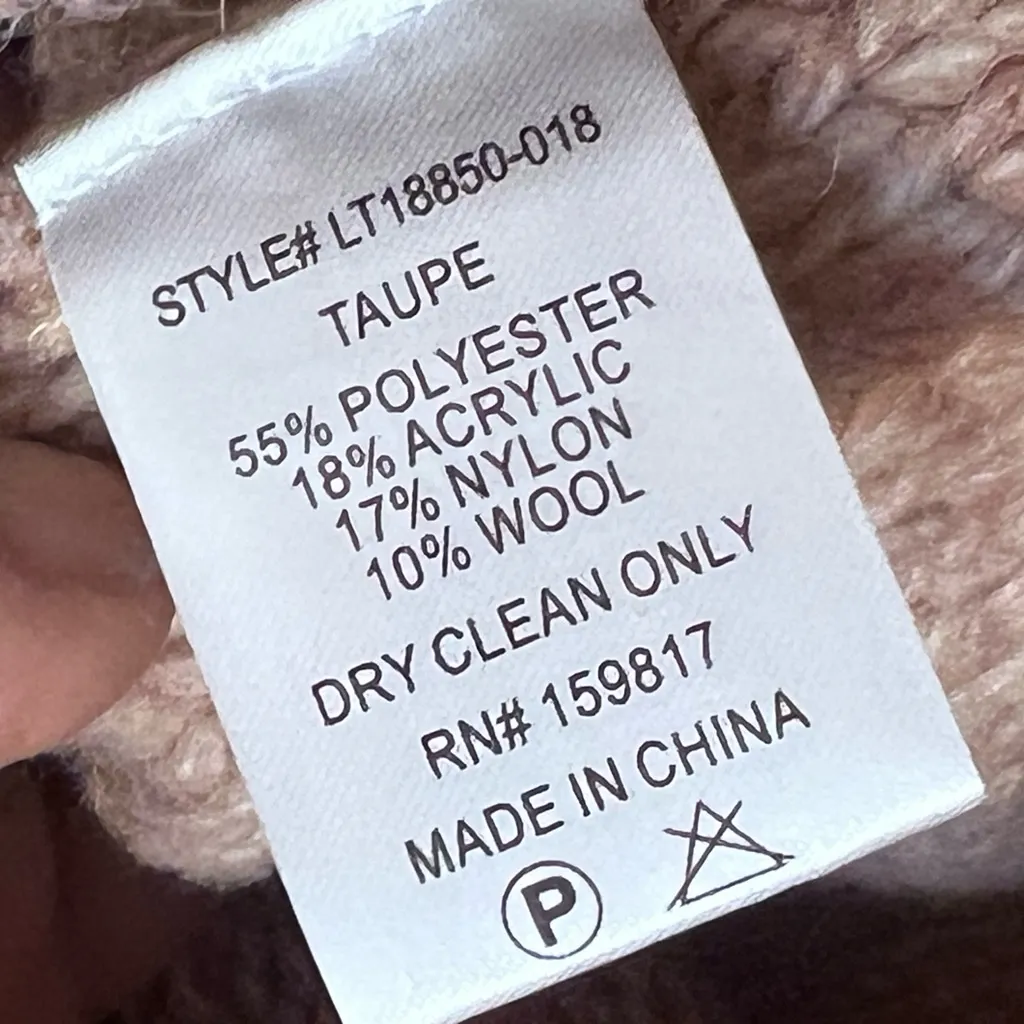 STYLE# LT18850-018
TAUPE
55% POLYESTER
18% ACRYLIC
17% NYLON
10% WOOL
DRY CLEAN ONLY
RN# 159817
MADE IN CHINA
P